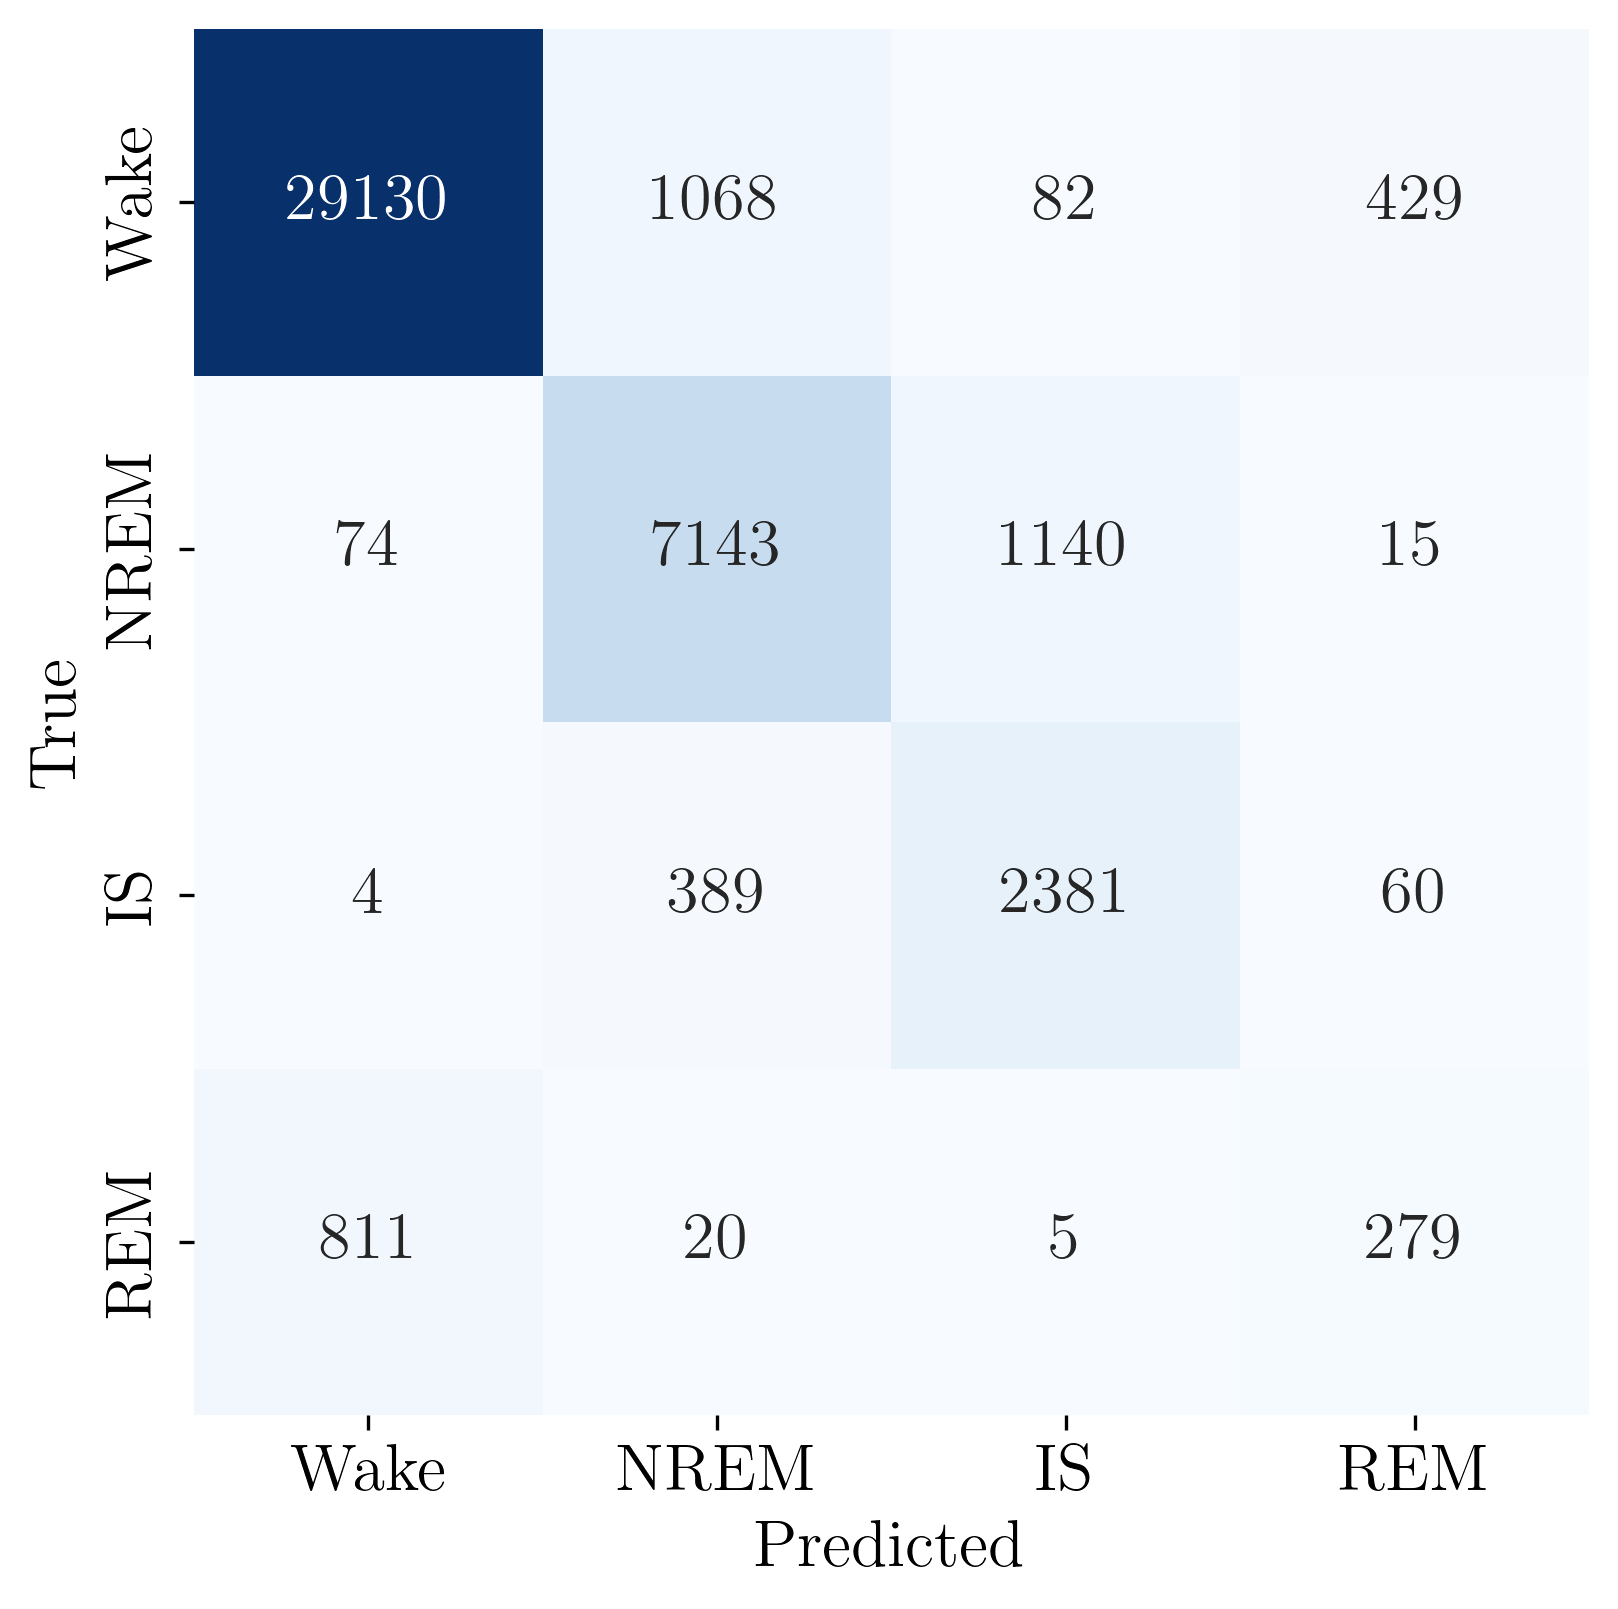 Wake 29130 1068 82 429
NREM 74 7143 1140 15
True
IS 4 389 2381 60
REM 811 20 5 279
Wake NREM IS REM
Predicted